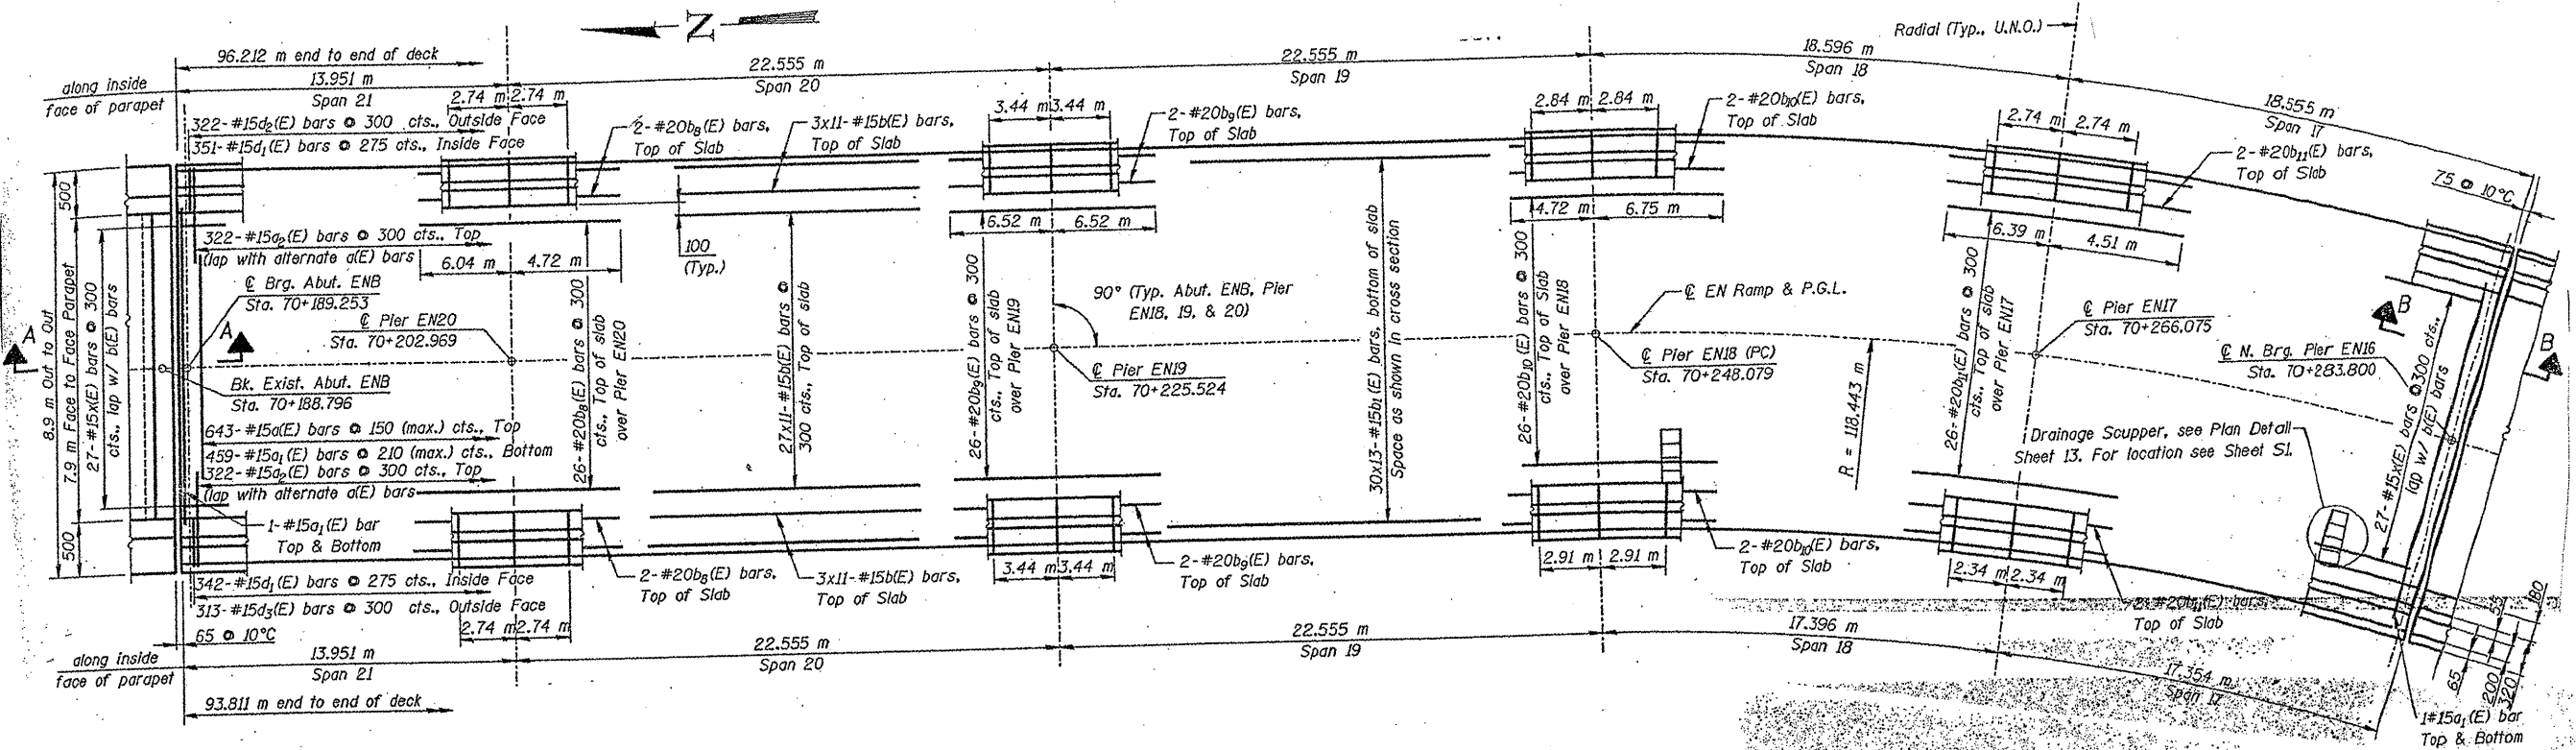 Z
Radial (Typ., U.N.O.)
96.212 m end to end of deck
along inside
face of parapet
13.951 m
Span 21
22.555 m
Span 20
22.555 m
Span 19
18.596 m
Span 18
18.555 m
Span 17
2.74 m 2.74 m
3.44 m 3.44 m
2.84 m 2.84 m
2.74 m 2.74 m
322-#15d2(E) bars @ 300 cts., Outside Face
351-#15d1(E) bars @ 275 cts., Inside Face
2-#20b8(E) bars,
Top of Slab
3x11-#15b(E) bars,
Top of Slab
2-#20b9(E) bars,
Top of Slab
2-#20b10(E) bars,
Top of Slab
2-#20b11(E) bars,
Top of Slab
75 @ 10°C
500
8.9 m Out to Out
7.9 m Face to Face Parapet
27-#15x(E) bars @ 300
cts., lap w/ b(E) bars
500
322-#15a2(E) bars @ 300 cts., Top
(lap with alternate a(E) bars
6.04 m
4.72 m
100
(Typ.)
6.52 m
6.52 m
4.72 m
6.75 m
6.39 m
4.51 m
℄ Brg. Abut. ENB
Sta. 70+189.253
℄ Pier EN20
Sta. 70+202.969
A
A
Bk. Exist. Abut. ENB
Sta. 70+188.796
26-#20b8(E) bars @ 300
cts., Top of slab
over Pier EN20
27x11-#15b(E) bars @
300 cts., Top of slab
26-#20b9(E) bars @ 300
cts., Top of slab
over Pier EN19
90° (Typ. Abut. ENB, Pier
EN18, 19, & 20)
℄ Pier EN19
Sta. 70+225.524
30x13-#15b1(E) bars, bottom of slab
Space as shown in cross section
26-#20b10(E) bars @ 300
cts., Top of Slab
over Pier EN18
℄ EN Ramp & P.G.L.
℄ Pier EN18 (PC)
Sta. 70+248.079
R = 118.443 m
26-#20b11(E) bars @ 300
cts., Top of slab
over Pier EN17
℄ Pier EN17
Sta. 70+266.075
B
B
℄ N. Brg. Pier EN16
Sta. 70+283.800
27-#15x(E) bars @ 300 cts.,
lap w/ b(E) bars
Drainage Scupper, see Plan Detail
Sheet 13. For location see Sheet S1.
643-#15a(E) bars @ 150 (max.) cts., Top
459-#15a1(E) bars @ 210 (max.) cts., Bottom
322-#15a2(E) bars @ 300 cts., Top
(lap with alternate a(E) bars
1-#15a1(E) bar
Top & Bottom
342-#15d1(E) bars @ 275 cts., Inside Face
313-#15d3(E) bars @ 300 cts., Outside Face
65 @ 10°C
2.74 m 2.74 m
2-#20b8(E) bars,
Top of Slab
3x11-#15b(E) bars,
Top of Slab
3.44 m 3.44 m
2-#20b9(E) bars,
Top of Slab
2.91 m 2.91 m
2-#20b10(E) bars,
Top of Slab
2.34 m 2.34 m
2-#20b11(E) bars,
Top of Slab
along inside
face of parapet
13.951 m
Span 21
22.555 m
Span 20
22.555 m
Span 19
17.396 m
Span 18
17.354 m
Span 17
93.811 m end to end of deck
55
180
65
200
320
1#15a1(E) bar
Top & Bottom